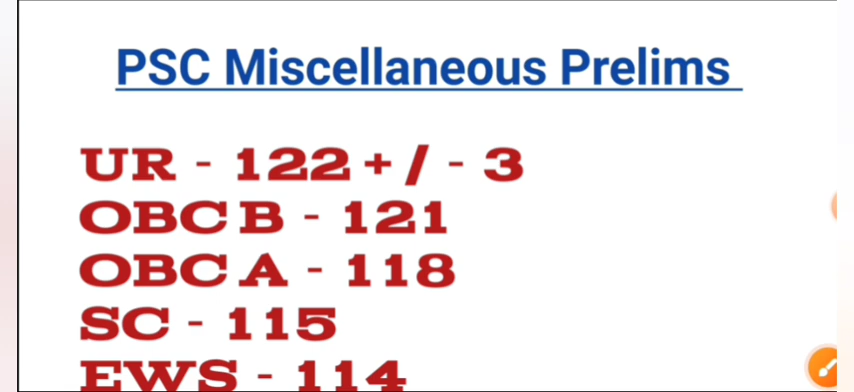 PSC Miscellaneous Prelims
UR - 122 + / - 3
OBC B - 121
OBC A - 118
SC - 115
EWS - 114